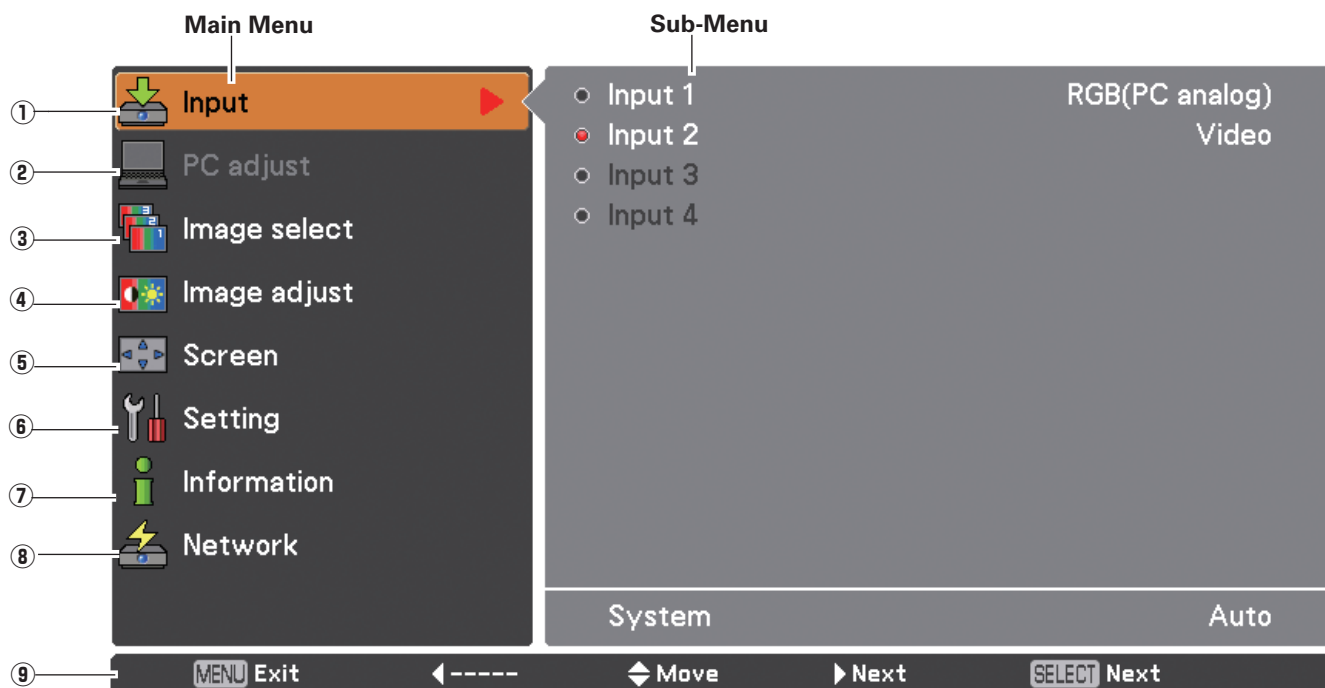 Main Menu Sub-Menu
① Input
② PC adjust
③ Image select
④ Image adjust
⑤ Screen
⑥ Setting
⑦ Information
⑧ Network
Input 1 RGB(PC analog)
Input 2 Video
Input 3
Input 4
System Auto
⑨ MENU Exit ◀----- Move ▶Next SELECT Next